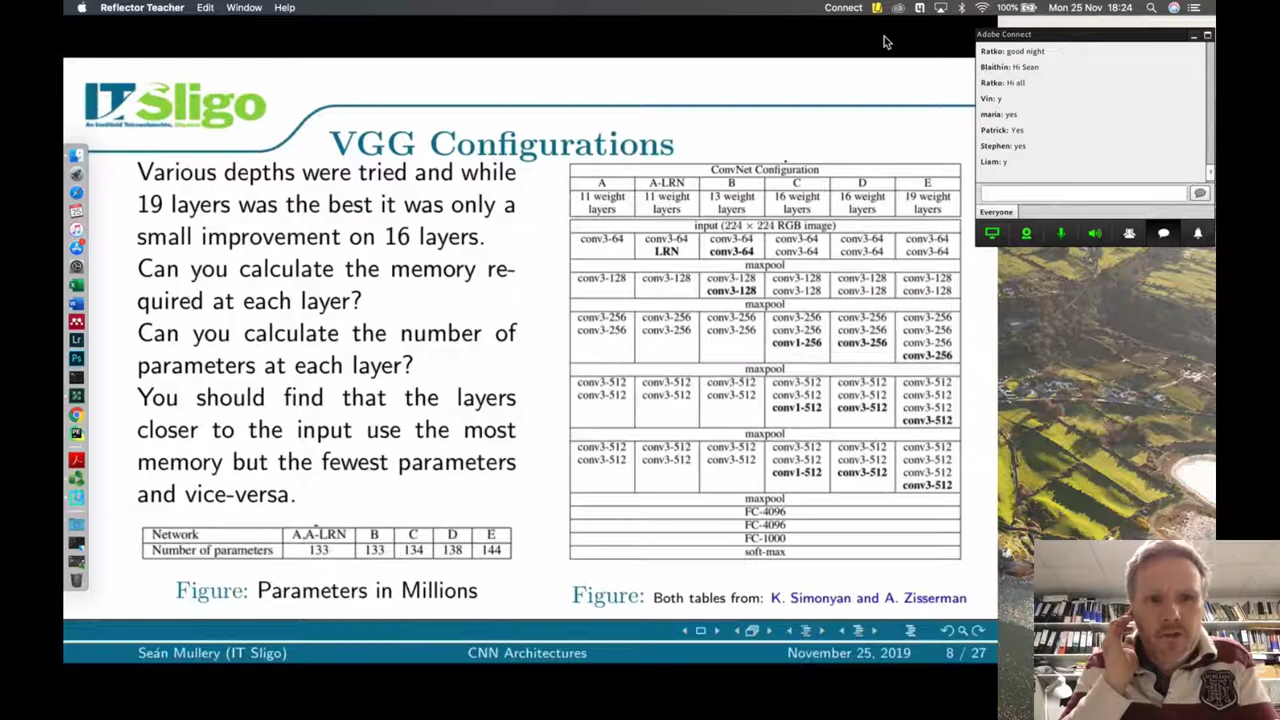 Reflector Teacher Edit Window Help
Connect 100% Mon 25 Nov 18:24
Adobe Connect
Ratko: good night
Blaithín: Hi Sean
Ratko: Hi all
Vin: y
maria: yes
Patrick: Yes
Stephen: yes
Liam: y
Everyone
IT Sligo
VGG Configurations
Various depths were tried and while
19 layers was the best it was only a
small improvement on 16 layers.
Can you calculate the memory re-
quired at each layer?
Can you calculate the number of
parameters at each layer?
You should find that the layers
closer to the input use the most
memory but the fewest parameters
and vice-versa.
Network A,A-LRN B C D E
Number of parameters 133 133 134 138 144
Figure: Parameters in Millions
ConvNet Configuration
A A-LRN B C D E
11 weight 11 weight 13 weight 16 weight 16 weight 19 weight
layers layers layers layers layers layers
input (224 × 224 RGB image)
conv3-64 conv3-64 conv3-64 conv3-64 conv3-64 conv3-64
LRN conv3-64 conv3-64 conv3-64 conv3-64
maxpool
conv3-128 conv3-128 conv3-128 conv3-128 conv3-128 conv3-128
conv3-128 conv3-128 conv3-128 conv3-128
maxpool
conv3-256 conv3-256 conv3-256 conv3-256 conv3-256 conv3-256
conv3-256 conv3-256 conv3-256 conv3-256 conv3-256 conv3-256
conv1-256 conv3-256 conv3-256
conv3-256
maxpool
conv3-512 conv3-512 conv3-512 conv3-512 conv3-512 conv3-512
conv3-512 conv3-512 conv3-512 conv3-512 conv3-512 conv3-512
conv1-512 conv3-512 conv3-512
conv3-512
maxpool
conv3-512 conv3-512 conv3-512 conv3-512 conv3-512 conv3-512
conv3-512 conv3-512 conv3-512 conv3-512 conv3-512 conv3-512
conv1-512 conv3-512 conv3-512
conv3-512
maxpool
FC-4096
FC-4096
FC-1000
soft-max
Figure: Both tables from: K. Simonyan and A. Zisserman
Seán Mullery (IT Sligo) CNN Architectures November 25, 2019 8 / 27